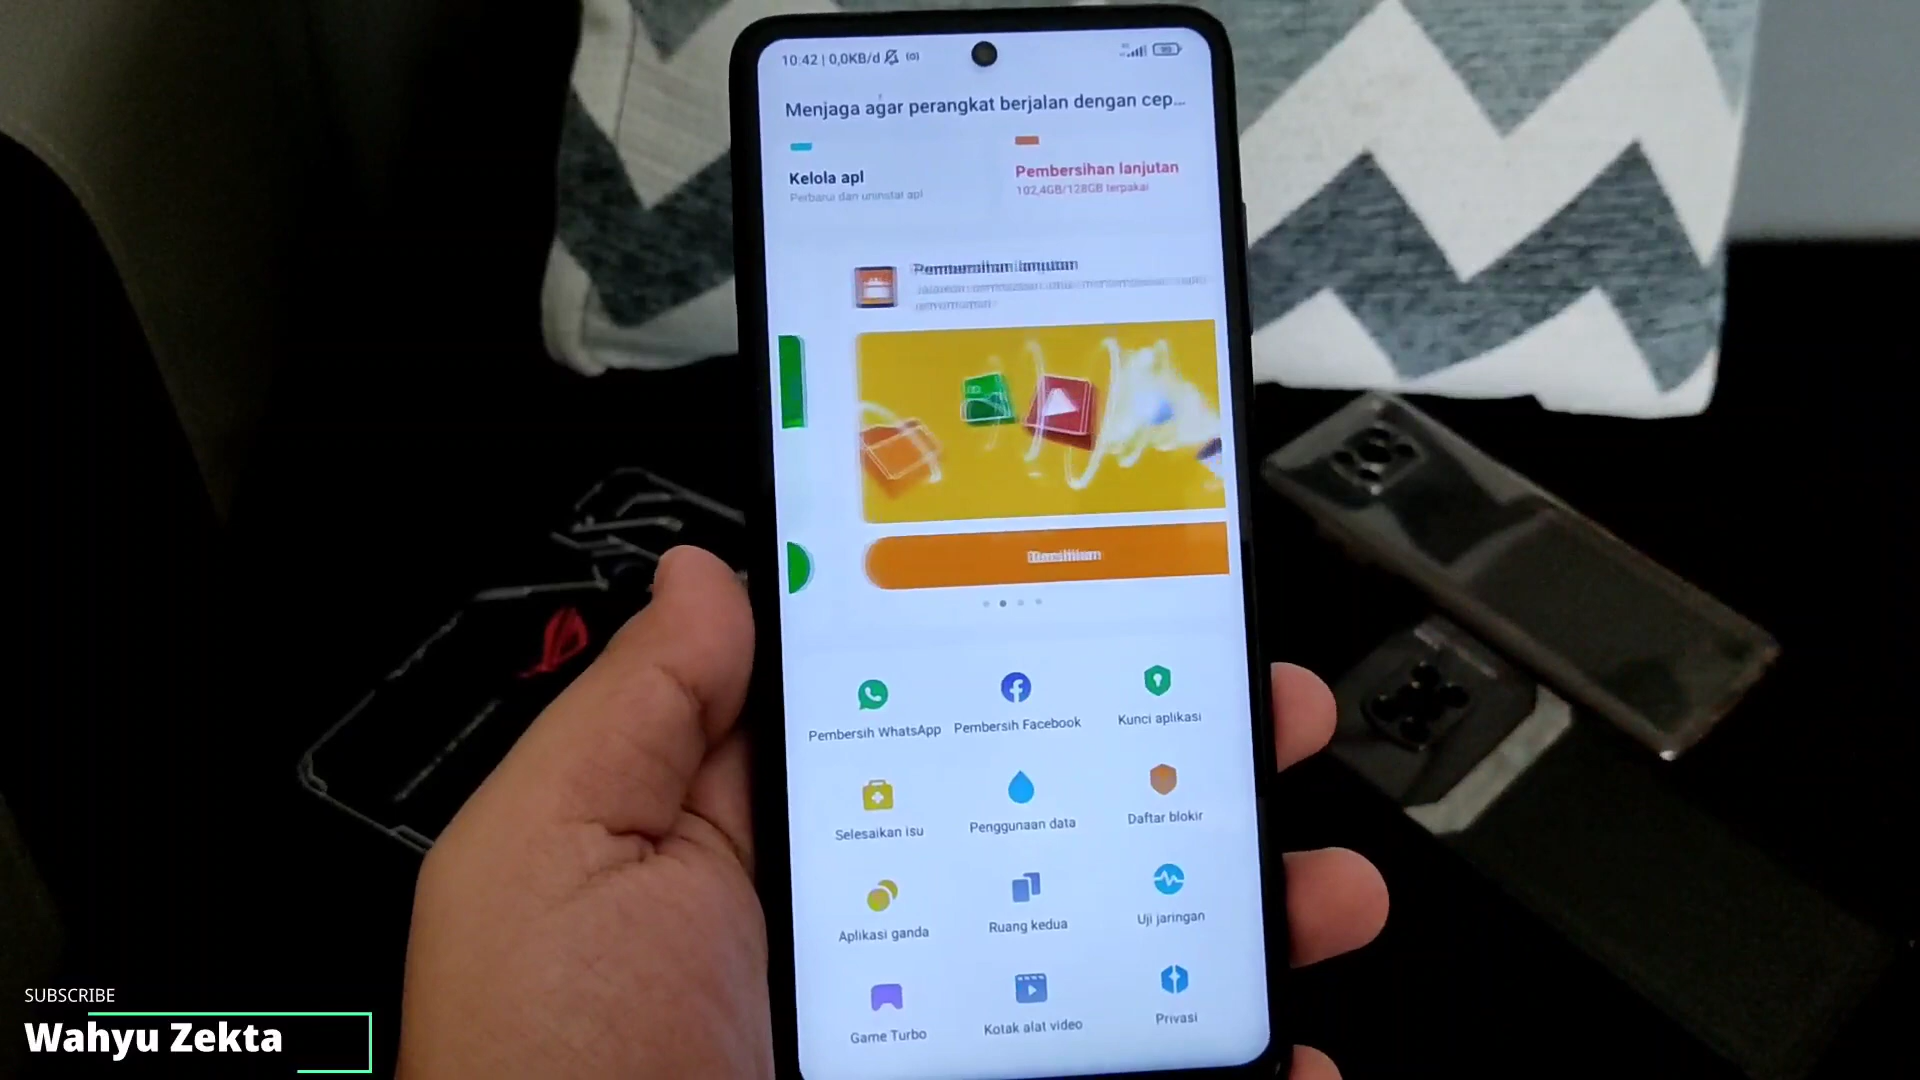 10:42 | 0,0KB/d
Menjaga agar perangkat berjalan dengan cep...
Kelola apl
Perbarui dan uninstal apl
Pembersihan lanjutan
102,4GB/128GB terpakai
Pembersihan lanjutan
Pembersih WhatsApp
Pembersih Facebook
Kunci aplikasi
Selesaikan isu
Penggunaan data
Daftar blokir
Aplikasi ganda
Ruang kedua
Uji jaringan
Game Turbo
Kotak alat video
Privasi
SUBSCRIBE
Wahyu Zekta